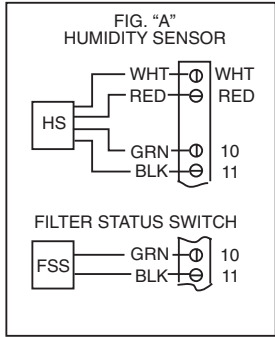 FIG. “A”
HUMIDITY SENSOR
WHT WHT
RED RED
HS
GRN 10
BLK 11
FILTER STATUS SWITCH
GRN 10
FSS
BLK 11